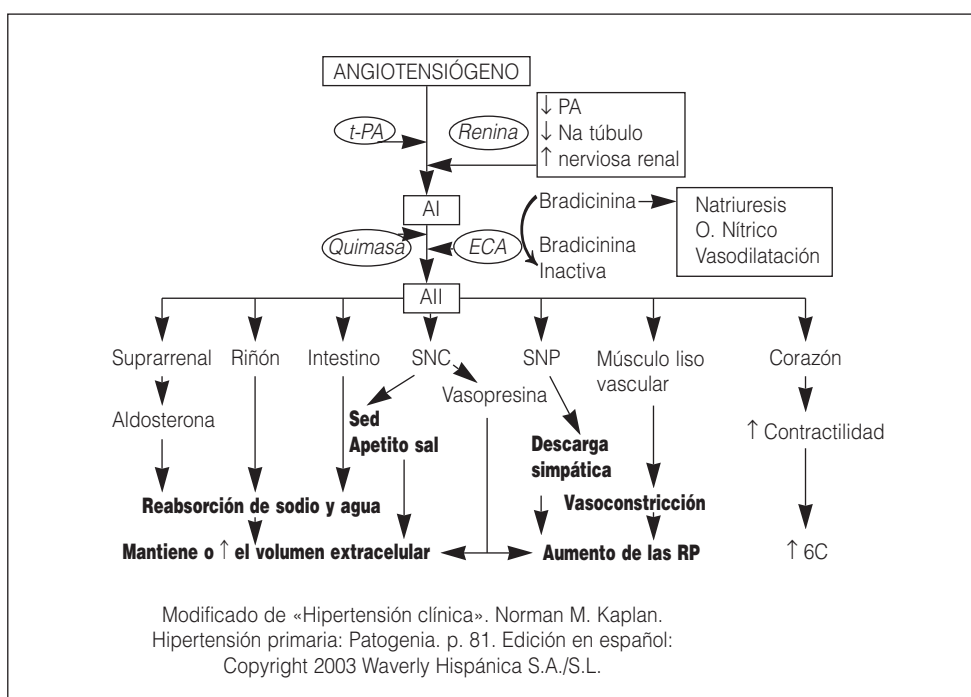 ANGIOTENSIÓGENO
t-PA
Renina
↓ PA
↓ Na túbulo
↑ nerviosa renal
AI
Bradicinina
Natriuresis
O. Nítrico
Vasodilatación
Quimasa
ECA
Bradicinina
Inactiva
AII
Suprarrenal
Riñón
Intestino
SNC
SNP
Músculo liso
vascular
Corazón
Vasopresina
Aldosterona
Sed
Apetito sal
Descarga
simpática
↑ Contractilidad
Reabsorción de sodio y agua
Vasoconstricción
Mantiene o ↑ el volumen extracelular
Aumento de las RP
↑ 6C
Modificado de «Hipertensión clínica». Norman M. Kaplan.
Hipertensión primaria: Patogenia. p. 81. Edición en español:
Copyright 2003 Waverly Hispánica S.A./S.L.